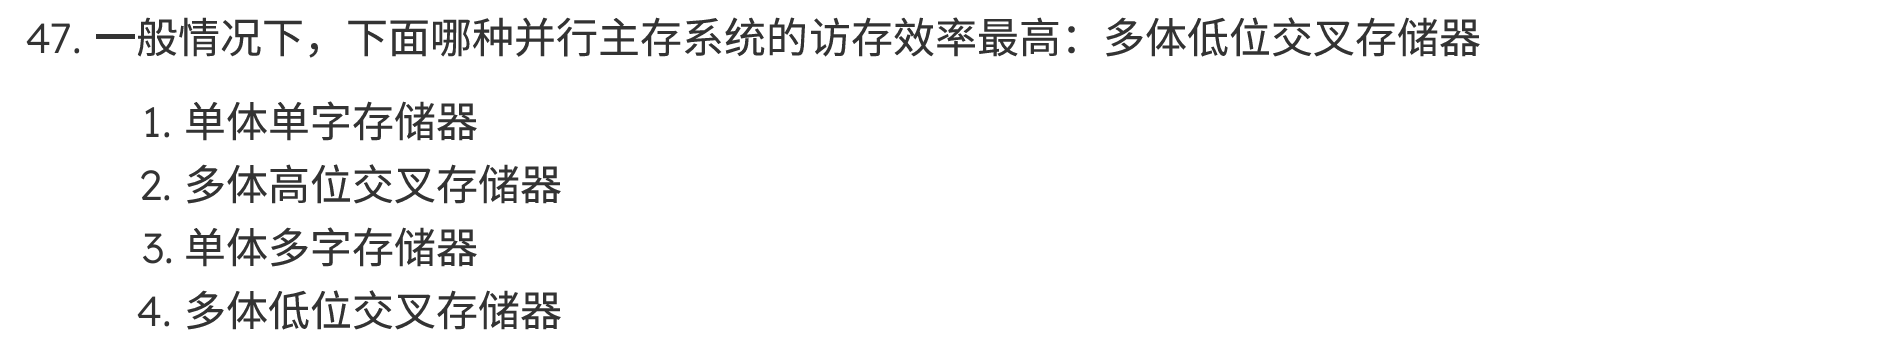 47. 一般情况下，下面哪种并行主存系统的访存效率最高：多体低位交叉存储器
1. 单体单字存储器
2. 多体高位交叉存储器
3. 单体多字存储器
4. 多体低位交叉存储器